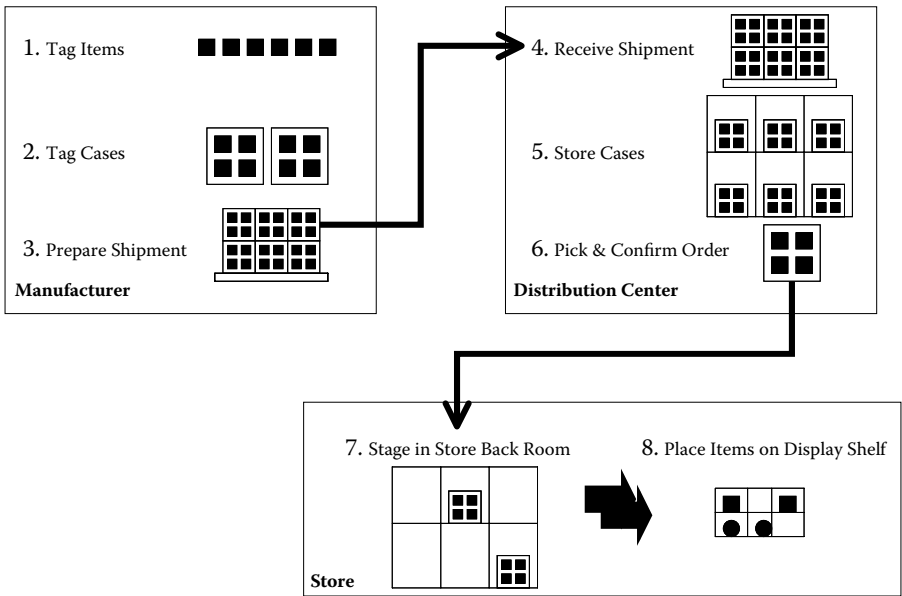 1. Tag Items
2. Tag Cases
3. Prepare Shipment
Manufacturer
4. Receive Shipment
5. Store Cases
6. Pick & Confirm Order
Distribution Center
7. Stage in Store Back Room
8. Place Items on Display Shelf
Store